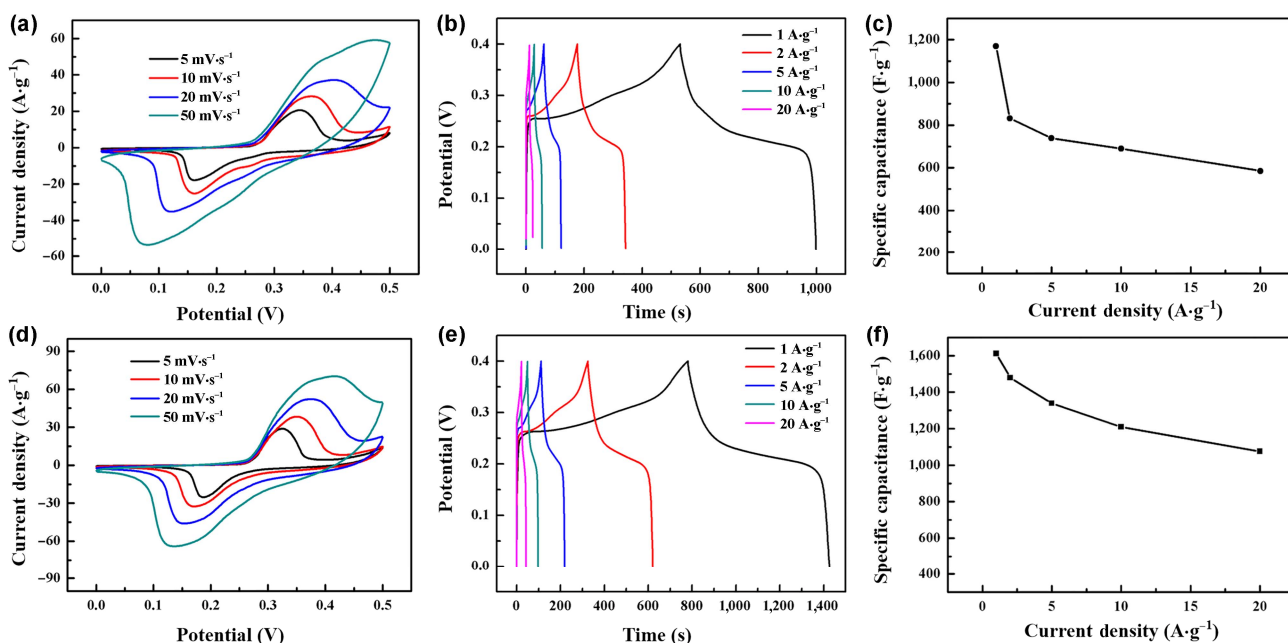 (a)
5 mV·s⁻¹
10 mV·s⁻¹
20 mV·s⁻¹
50 mV·s⁻¹
Current density (A·g⁻¹)
60
40
20
0
−20
−40
−60
0.0 0.1 0.2 0.3 0.4 0.5
Potential (V)
(b)
1 A·g⁻¹
2 A·g⁻¹
5 A·g⁻¹
10 A·g⁻¹
20 A·g⁻¹
Potential (V)
0.4
0.3
0.2
0.1
0.0
0 200 400 600 800 1,000
Time (s)
(c)
Specific capacitance (F·g⁻¹)
1,200
1,000
800
600
400
200
0 5 10 15 20
Current density (A·g⁻¹)
(d)
5 mV·s⁻¹
10 mV·s⁻¹
20 mV·s⁻¹
50 mV·s⁻¹
Current density (A·g⁻¹)
90
60
30
0
−30
−60
−90
0.0 0.1 0.2 0.3 0.4 0.5
Potential (V)
(e)
1 A·g⁻¹
2 A·g⁻¹
5 A·g⁻¹
10 A·g⁻¹
20 A·g⁻¹
Potential (V)
0.4
0.3
0.2
0.1
0.0
0 200 400 600 800 1,000 1,200 1,400
Time (s)
(f)
Specific capacitance (F·g⁻¹)
1,600
1,400
1,200
1,000
800
600
400
0 5 10 15 20
Current density (A·g⁻¹)